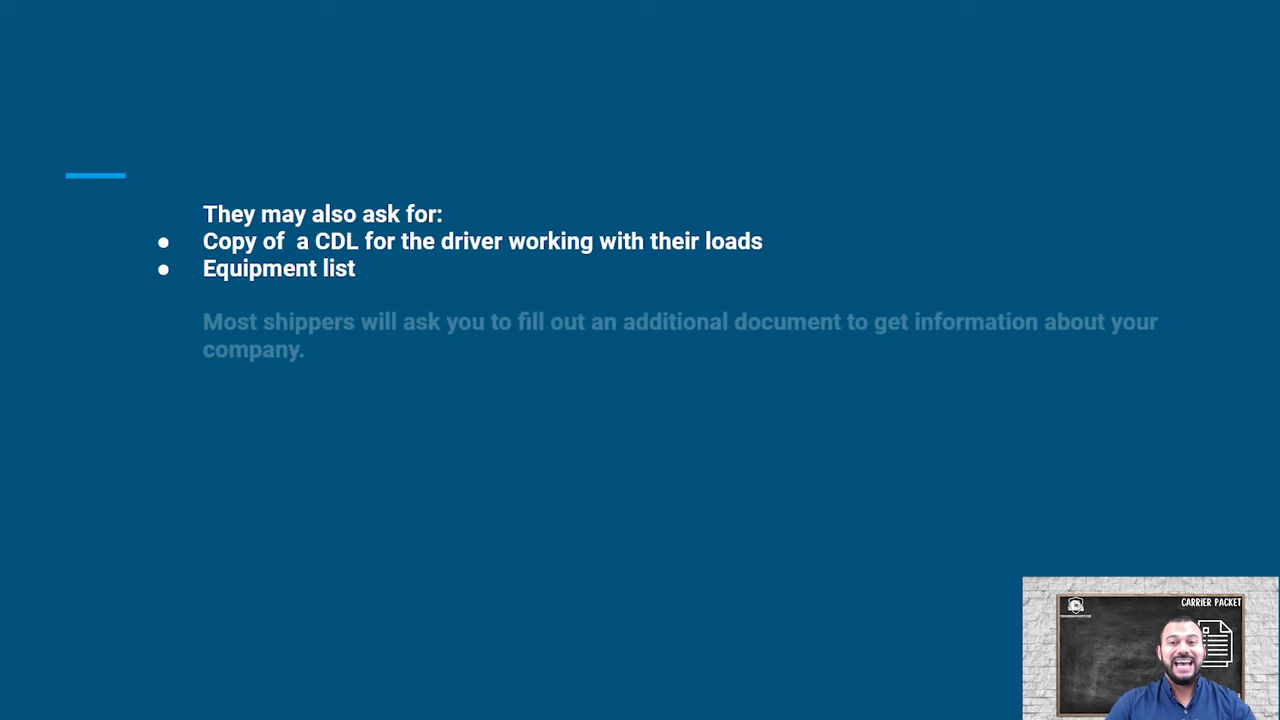 They may also ask for:
● Copy of  a CDL for the driver working with their loads
● Equipment list
Most shippers will ask you to fill out an additional document to get information about your
company.
CARRIER PACKET